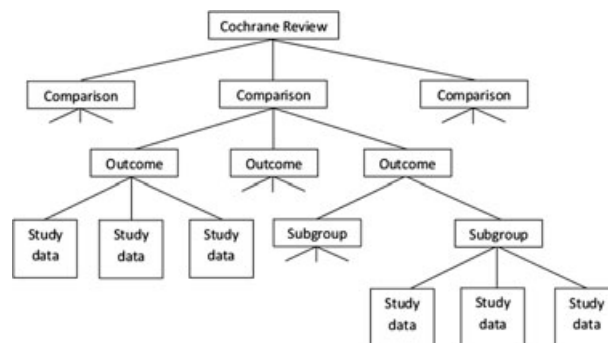 Cochrane Review
Comparison
Comparison
Comparison
Outcome
Outcome
Outcome
Study
data
Study
data
Study
data
Subgroup
Subgroup
Study
data
Study
data
Study
data